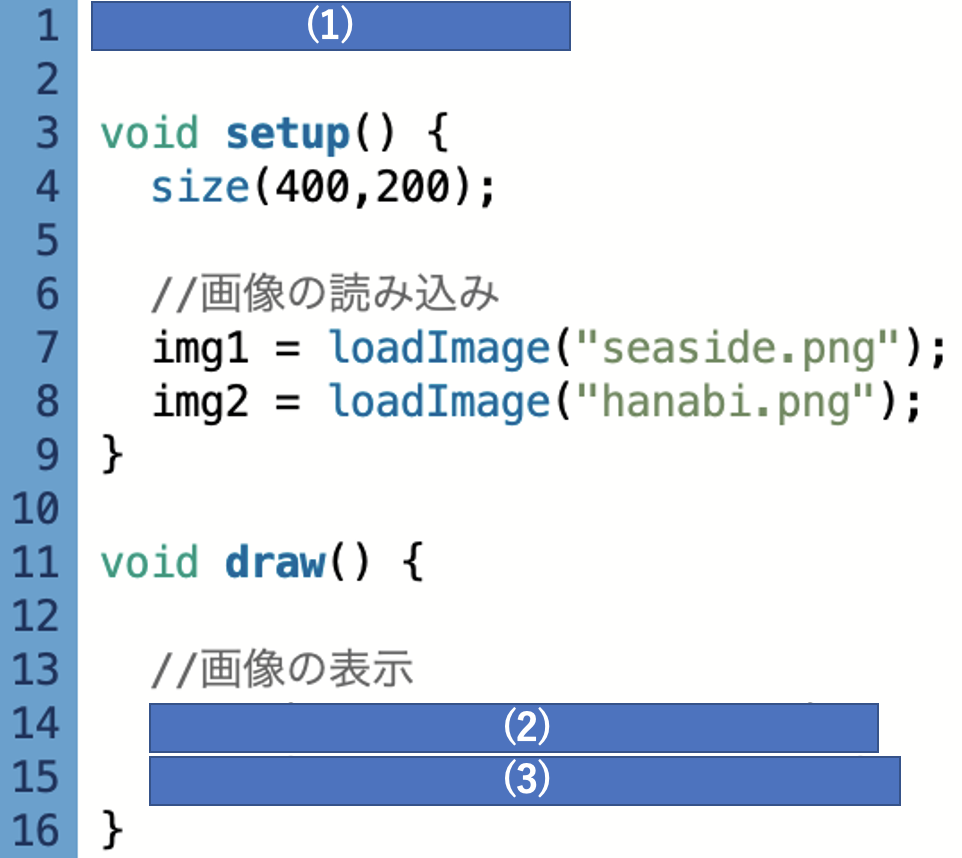 1 (1)
2
3 void setup() {
4 size(400,200);
5
6 //画像の読み込み
7 img1 = loadImage("seaside.png");
8 img2 = loadImage("hanabi.png");
9 }
10
11 void draw() {
12
13 //画像の表示
14 (2)
15 (3)
16 }